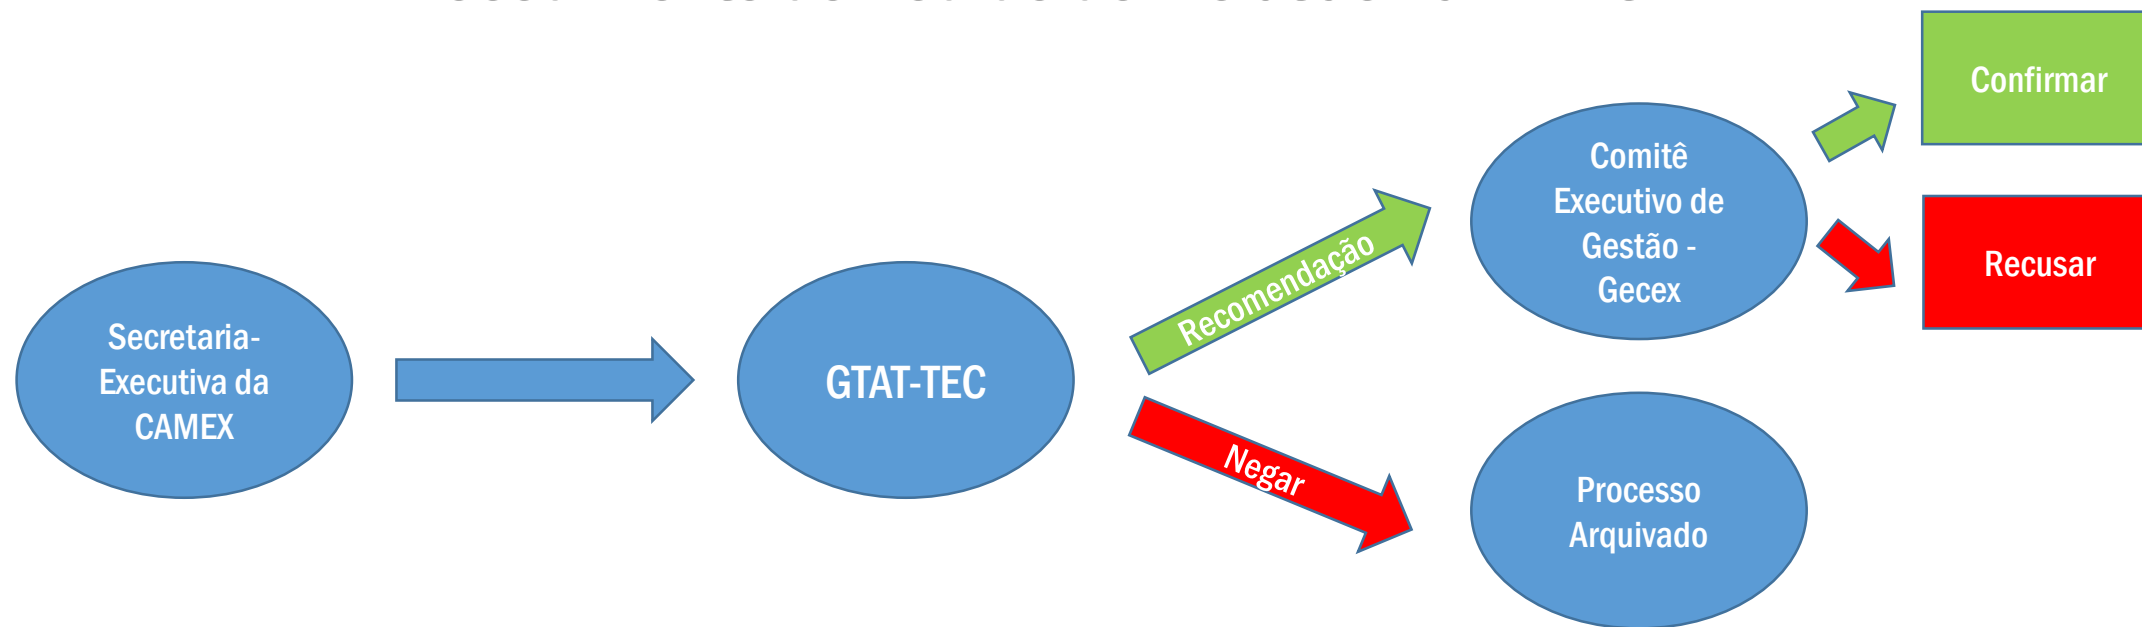 Confirmar
Comitê
Executivo de
Gestão -
Gecex
Recusar
Recomendação
Secretaria-
Executiva da
CAMEX
GTAT-TEC
Negar
Processo
Arquivado